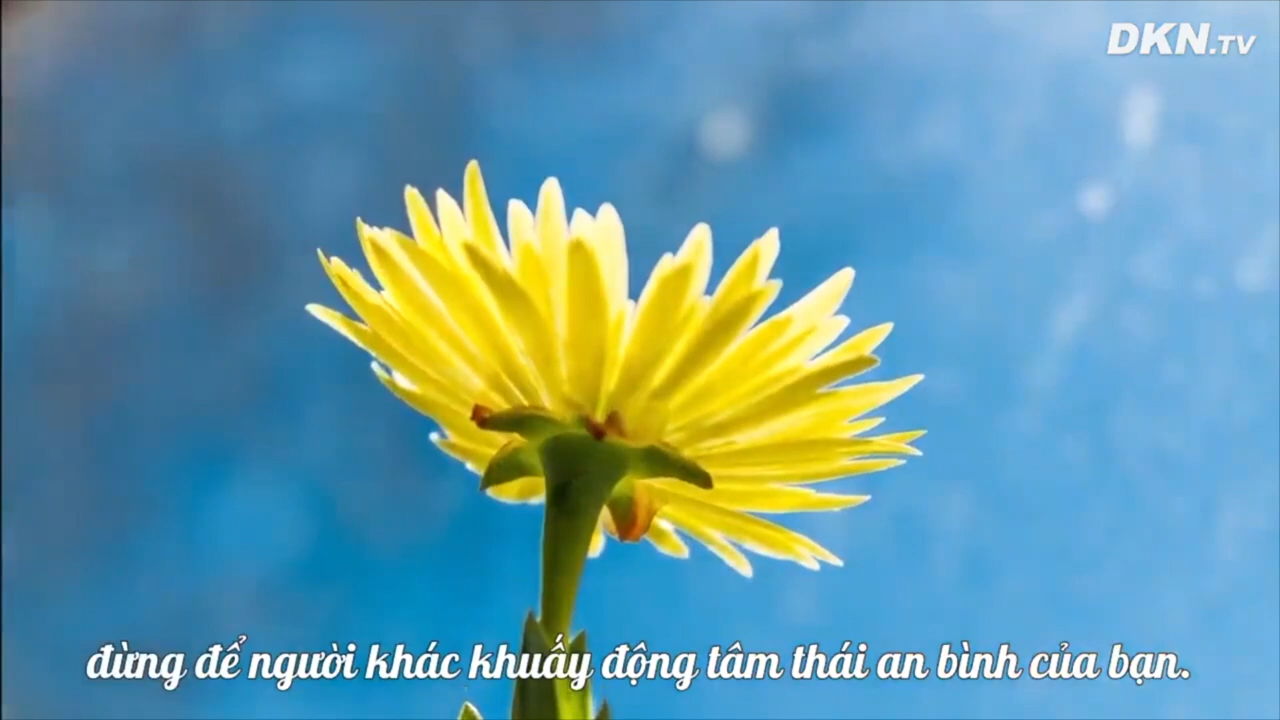 DKN.TV
đừng để người khác khuấy động tâm thái an bình của bạn.